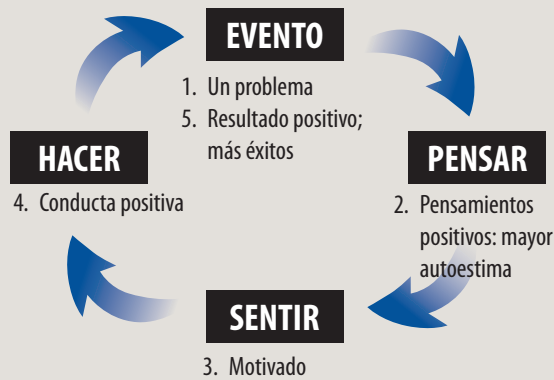 EVENTO
1. Un problema
5. Resultado positivo;
más éxitos
PENSAR
2. Pensamientos
positivos: mayor
autoestima
SENTIR
3. Motivado
HACER
4. Conducta positiva